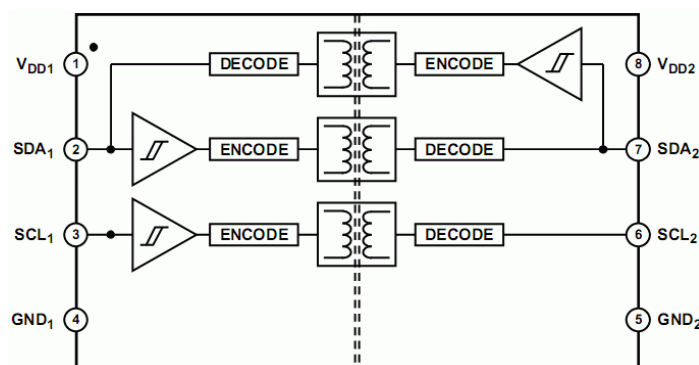 VDD1 1 DECODE ENCODE 8 VDD2
SDA1 2 ENCODE DECODE 7 SDA2
SCL1 3 ENCODE DECODE 6 SCL2
GND1 4 5 GND2